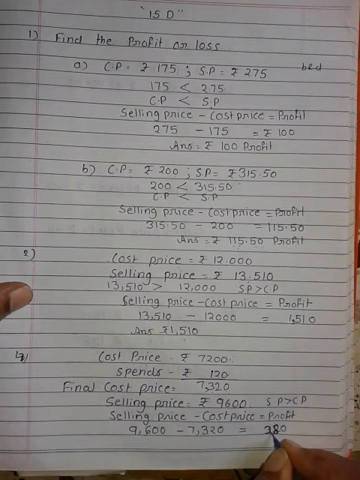 "15 D"
1) Find the Profit or loss
a) C.P = ₹ 175 ; S.P = ₹ 275
175 < 275
C.P < S.P
Selling price - Cost price = Profit
275 - 175 = ₹ 100
Ans = ₹ 100 Profit
b) C.P = ₹ 200 ; S.P = ₹ 315.50
200 < 315.50
C.P < S.P
Selling price - Cost price = Profit
315.50 - 200 = 115.50
Ans = ₹ 115.50 Profit
2)
Cost price = ₹ 12.000
Selling price = ₹ 13.510
13,510 > 12,000 SP>CP
Selling price - Cost price = Profit
13,510 - 12000 = 1,510
Ans ₹1,510
Cost Price = ₹ 7200.
Spends = ₹ 120
Final Cost price = 7,320
Selling price = ₹ 9600. SP>CP
Selling price - Cost price = Profit
9,600 - 7,320 = 380